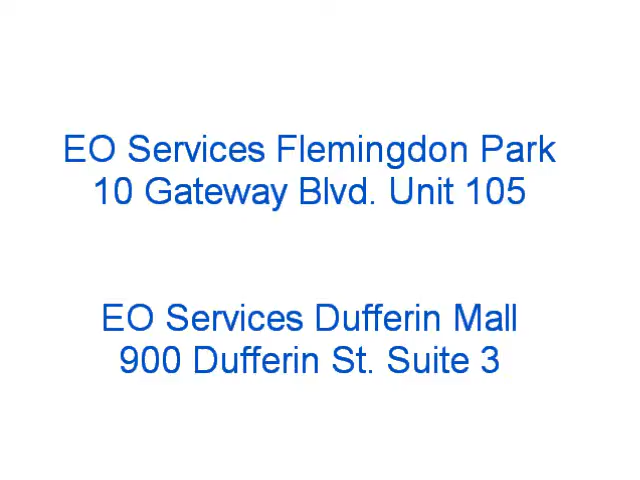 EO Services Flemingdon Park
10 Gateway Blvd. Unit 105
EO Services Dufferin Mall
900 Dufferin St. Suite 3